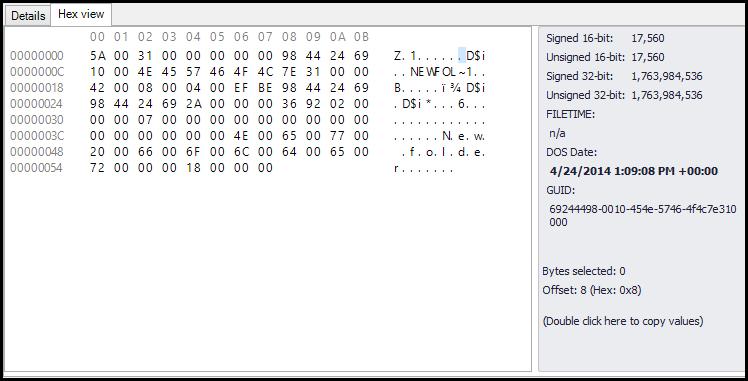 Details Hex view
00 01 02 03 04 05 06 07 08 09 0A 0B
00000000 5A 00 31 00 00 00 00 00 98 44 24 69 Z.1......D$i
0000000C 10 00 4E 45 57 46 4F 4C 7E 31 00 00 ..NEWFOL~1..
00000018 42 00 08 00 04 00 EF BE 98 44 24 69 B.....ï¾.D$i
00000024 98 44 24 69 2A 00 00 00 36 92 02 00 .D$i*...6...
00000030 00 00 07 00 00 00 00 00 00 00 00 00 ............
0000003C 00 00 00 00 00 00 4E 00 65 00 77 00 ......N.e.w.
00000048 20 00 66 00 6F 00 6C 00 64 00 65 00 .f.o.l.d.e.
00000054 72 00 00 00 18 00 00 00 r.......
Signed 16-bit: 17,560
Unsigned 16-bit: 17,560
Signed 32-bit: 1,763,984,536
Unsigned 32-bit: 1,763,984,536
FILETIME:
n/a
DOS Date:
4/24/2014 1:09:08 PM +00:00
GUID:
69244498-0010-454e-5746-4f4c7e310
000
Bytes selected: 0
Offset: 8 (Hex: 0x8)
(Double click here to copy values)